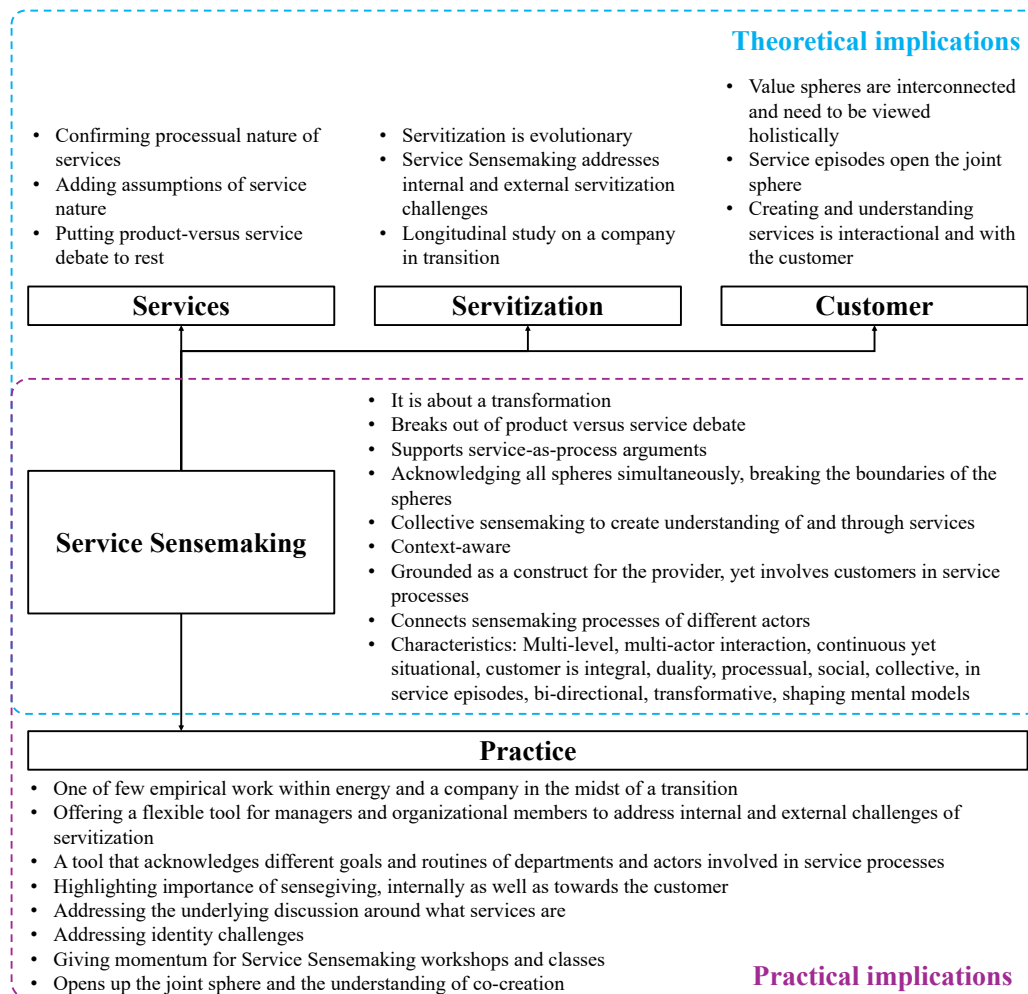 Theoretical implications
• Confirming processual nature of
services
• Adding assumptions of service
nature
• Putting product-versus service
debate to rest
• Servitization is evolutionary
• Service Sensemaking addresses
internal and external servitization
challenges
• Longitudinal study on a company
in transition
• Value spheres are interconnected
and need to be viewed
holistically
• Service episodes open the joint
sphere
• Creating and understanding
services is interactional and with
the customer
Services
Servitization
Customer
Service Sensemaking
• It is about a transformation
• Breaks out of product versus service debate
• Supports service-as-process arguments
• Acknowledging all spheres simultaneously, breaking the boundaries of the
spheres
• Collective sensemaking to create understanding of and through services
• Context-aware
• Grounded as a construct for the provider, yet involves customers in service
processes
• Connects sensemaking processes of different actors
• Characteristics: Multi-level, multi-actor interaction, continuous yet
situational, customer is integral, duality, processual, social, collective, in
service episodes, bi-directional, transformative, shaping mental models
Practice
• One of few empirical work within energy and a company in the midst of a transition
• Offering a flexible tool for managers and organizational members to address internal and external challenges of
servitization
• A tool that acknowledges different goals and routines of departments and actors involved in service processes
• Highlighting importance of sensegiving, internally as well as towards the customer
• Addressing the underlying discussion around what services are
• Addressing identity challenges
• Giving momentum for Service Sensemaking workshops and classes
• Opens up the joint sphere and the understanding of co-creation
Practical implications